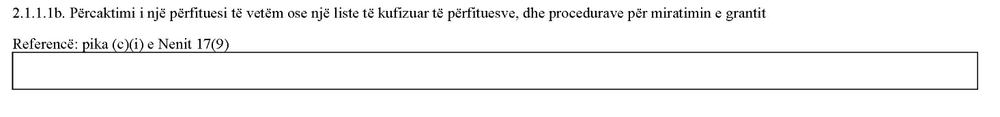 2.1.1.1b. Përcaktimi i një përfituesi të vetëm ose një liste të kufizuar të përfituesve, dhe procedurave për miratimin e grantit
Referencë: pika (c)(i) e Nenit 17(9)